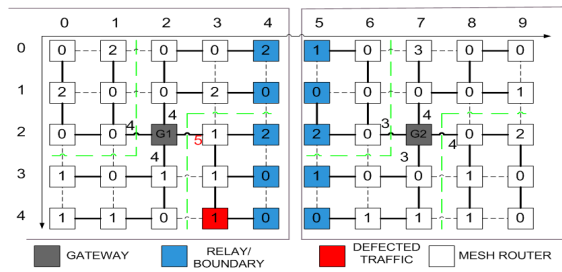 0 1 2 3 4 5 6 7 8 9
0 0 2 0 0 2 1 0 3 0 0
1 2 0 0 2 0 0 0 0 0 1
4 4
4 3
2 0 0 G1 5 1 2 2 0 G2 4 0 2
4 3
3 1 0 1 1 0 1 0 0 0 0
4 1 1 0 1 0 0 1 1 1 0
GATEWAY
RELAY/
BOUNDARY
DEFECTED
TRAFFIC
MESH ROUTER